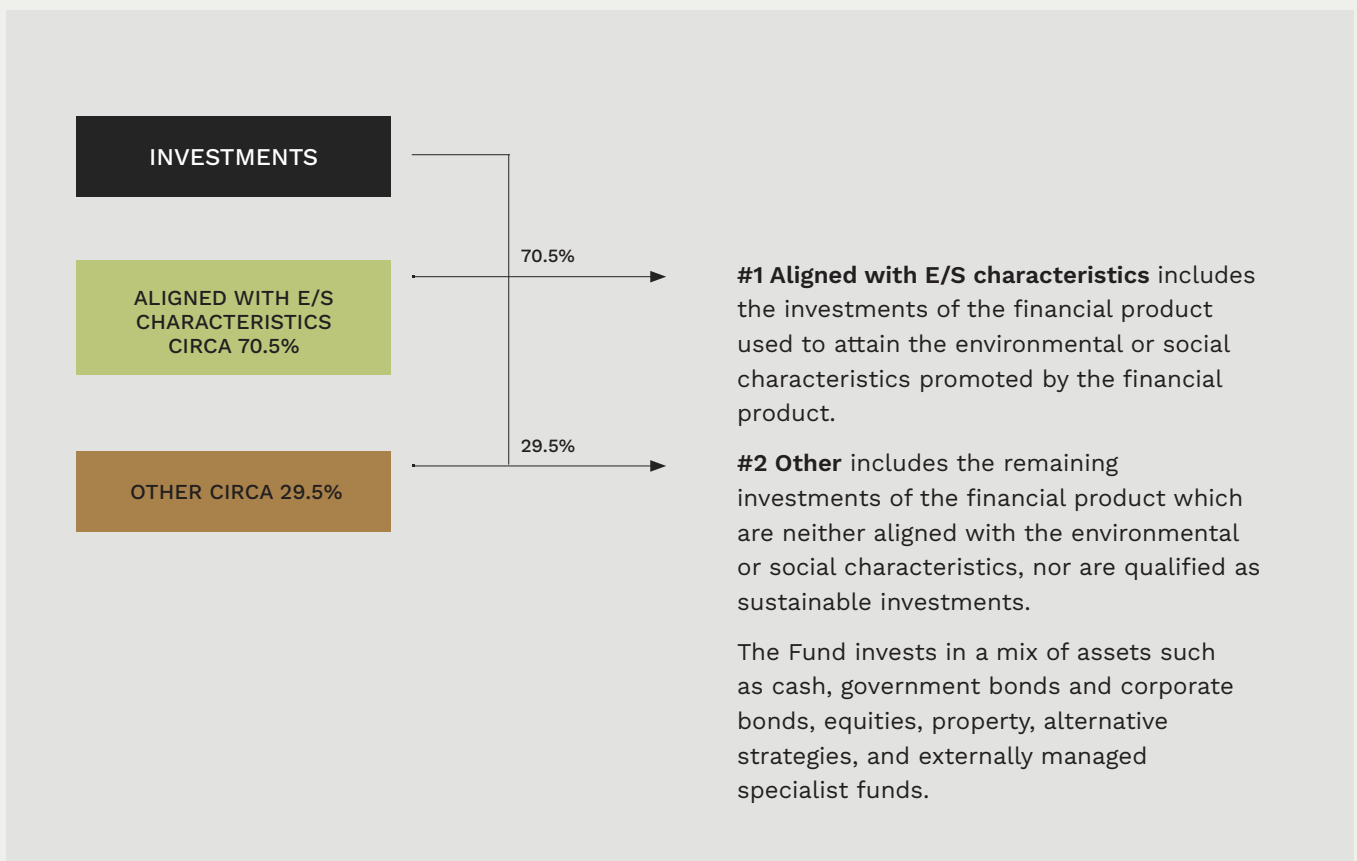 INVESTMENTS
70.5%
ALIGNED WITH E/S
CHARACTERISTICS
CIRCA 70.5%
29.5%
OTHER CIRCA 29.5%
#1 Aligned with E/S characteristics includes
the investments of the financial product
used to attain the environmental or social
characteristics promoted by the financial
product.
#2 Other includes the remaining
investments of the financial product which
are neither aligned with the environmental
or social characteristics, nor are qualified as
sustainable investments.
The Fund invests in a mix of assets such
as cash, government bonds and corporate
bonds, equities, property, alternative
strategies, and externally managed
specialist funds.